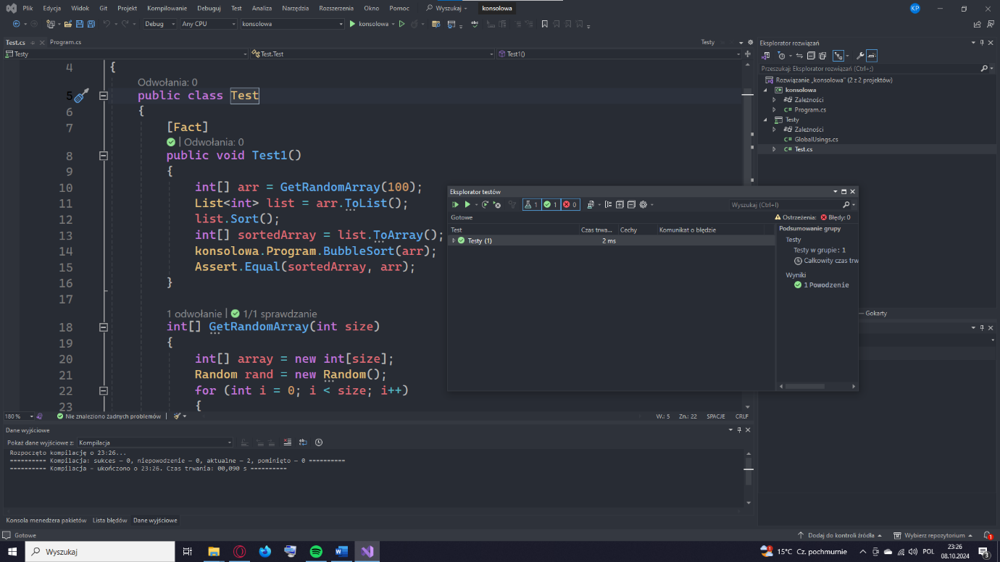 Plik Edycja Widok Git Projekt Kompilowanie Debuguj Test Analiza Narzędzia Rozszerzenia Okno Pomoc Wyszukaj konsolowa KP
Debug Any CPU konsolowa konsolowa
Test.cs Program.cs Testy
Testy Test.Test Test1()
4 {
Odwołania: 0
5 public class Test
6 {
7 [Fact]
| Odwołania: 0
8 public void Test1()
9 {
10 int[] arr = GetRandomArray(100);
11 List<int> list = arr.ToList();
12 list.Sort();
13 int[] sortedArray = list.ToArray();
14 konsolowa.Program.BubbleSort(arr);
15 Assert.Equal(sortedArray, arr);
16 }
17
1 odwołanie | 1/1 sprawdzanie
18 int[] GetRandomArray(int size)
19 {
20 int[] array = new int[size];
21 Random rand = new Random();
22 for (int i = 0; i < size; i++)
23 {
180 % Nie znaleziono żadnych problemów W.: 5 Zn.: 22 SPACJE CRLF
Eksplorator testów
1 1 0 Wyszukaj (Ctrl+I)
Gotowe Ostrzeżenia: Błędy: 0
Test Czas trwa... Cechy Komunikat o błędzie
Testy (1) 2 ms
Podsumowanie grupy
Testy
Testy w grupie: 1
Całkowity czas trw
Wyniki
1 Powodzenie
Eksplorator rozwiązań
Przeszukaj: Eksplorator rozwiązań (Ctrl+;)
Rozwiązanie „konsolowa" (2 z 2 projektów)
konsolowa
Zależności
C# Program.cs
Testy
Zależności
C# GlobalUsings.cs
C# Test.cs
— Gokarty
Dane wyjściowe
Pokaż dane wyjściowe z: Kompilacja
Rozpoczęto kompilację o 23:26...
========== Kompilacja: sukces — 0, niepowodzenie — 0, aktualne — 2, pominięto — 0 ==========
========== Kompilacja - ukończono o 23:26. Czas trwania: 00,090 s ==========
Konsola menedżera pakietów Lista błędów Dane wyjściowe
Gotowe Dodaj do kontroli źródła Wybierz repozytorium 1
Wyszukaj 15°C Cz. pochmurnie POL 23:26
08.10.2024 3